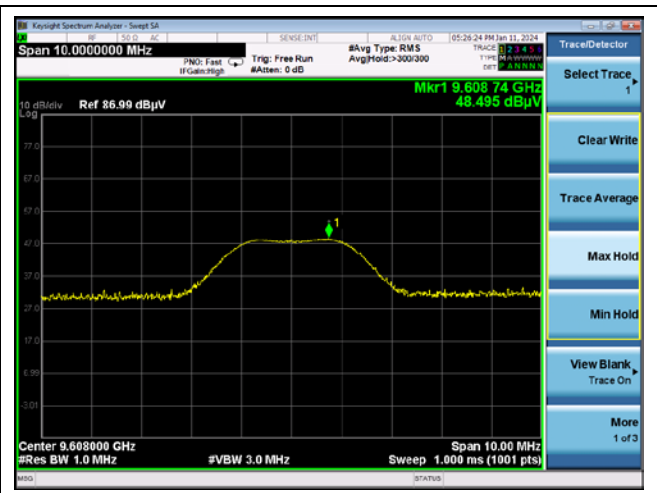 Keysight Spectrum Analyzer - Swept SA
RF 50 Ω AC SENSE:INT ALIGN AUTO 05:26:24 PM Jan 11, 2024
Span 10.0000000 MHz
PNO: Fast
IFGain:High
Trig: Free Run
#Atten: 0 dB
#Avg Type: RMS
Avg|Hold:>300/300
TRACE 1 2 3 4 5 6
TYPE
DET P A N N N N
Mkr1 9.608 74 GHz
48.495 dBµV
10 dB/div Ref 86.99 dBµV
Log
77.0
67.0
57.0
47.0
37.0
27.0
17.0
6.99
-3.01
1
Center 9.608000 GHz
#Res BW 1.0 MHz
#VBW 3.0 MHz
Span 10.00 MHz
Sweep 1.000 ms (1001 pts)
MSG
STATUS
Trace/Detector
Select Trace
1
Clear Write
Trace Average
Max Hold
Min Hold
View Blank
Trace On
More
1 of 3